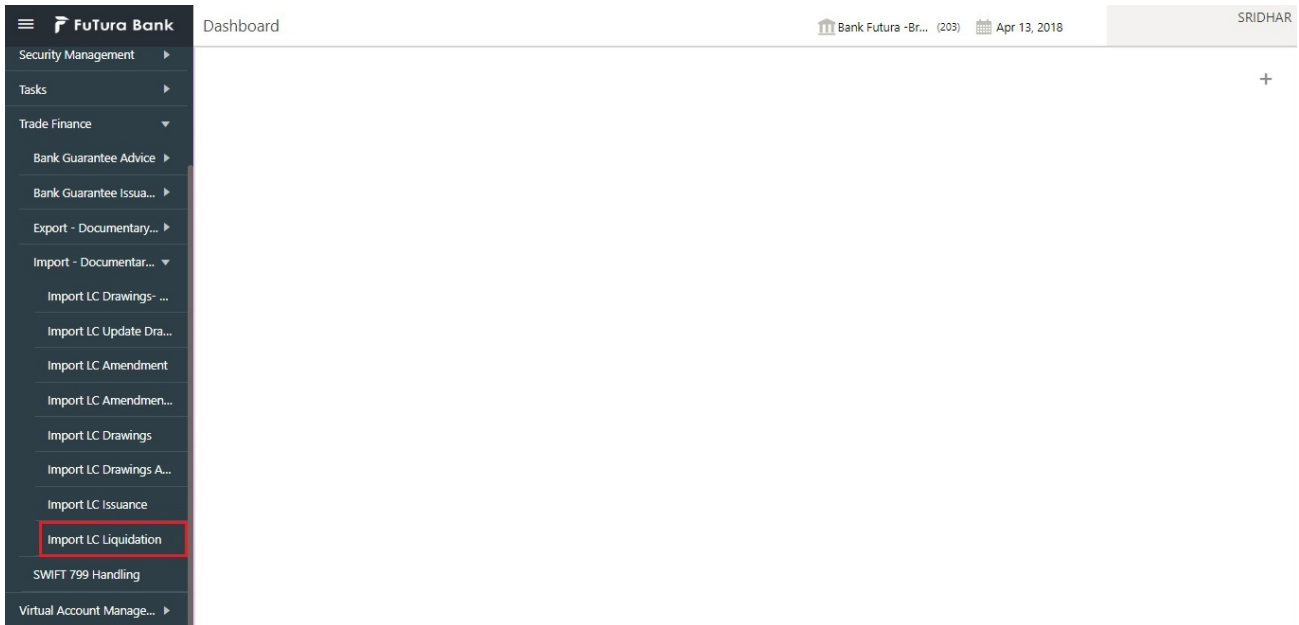 FuTura Bank
Dashboard
Bank Futura -Br... (203)
Apr 13, 2018
SRIDHAR
Security Management
Tasks
Trade Finance
Bank Guarantee Advice
Bank Guarantee Issua...
Export - Documentary...
Import - Documentar...
Import LC Drawings- ...
Import LC Update Dra...
Import LC Amendment
Import LC Amendmen...
Import LC Drawings
Import LC Drawings A...
Import LC Issuance
Import LC Liquidation
SWIFT 799 Handling
Virtual Account Manage...